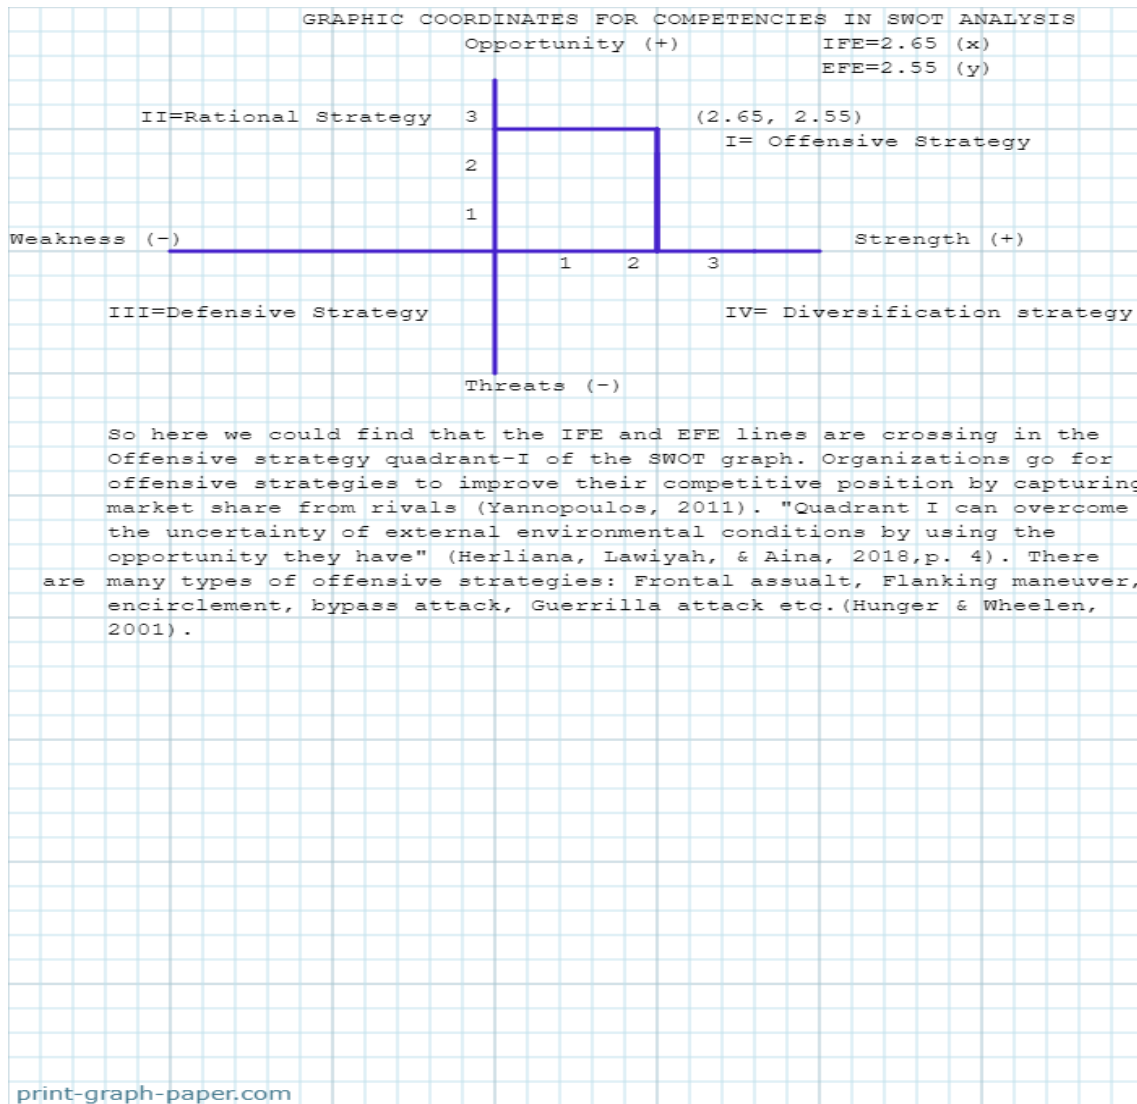 GRAPHIC COORDINATES FOR COMPETENCIES IN SWOT ANALYSIS
Opportunity (+) IFE=2.65 (x)
EFE=2.55 (y)
II=Rational Strategy 3 (2.65, 2.55)
I= Offensive Strategy
2
1
Weakness (-) Strength (+)
1 2 3
III=Defensive Strategy IV= Diversification strategy
Threats (-)
So here we could find that the IFE and EFE lines are crossing in the
Offensive strategy quadrant-I of the SWOT graph. Organizations go for
offensive strategies to improve their competitive position by capturing
market share from rivals (Yannopoulos, 2011). "Quadrant I can overcome
the uncertainty of external environmental conditions by using the
opportunity they have" (Herliana, Lawiyah, & Aina, 2018,p. 4). There
are many types of offensive strategies: Frontal assualt, Flanking maneuver,
encirclement, bypass attack, Guerrilla attack etc.(Hunger & Wheelen,
2001).
print-graph-paper.com